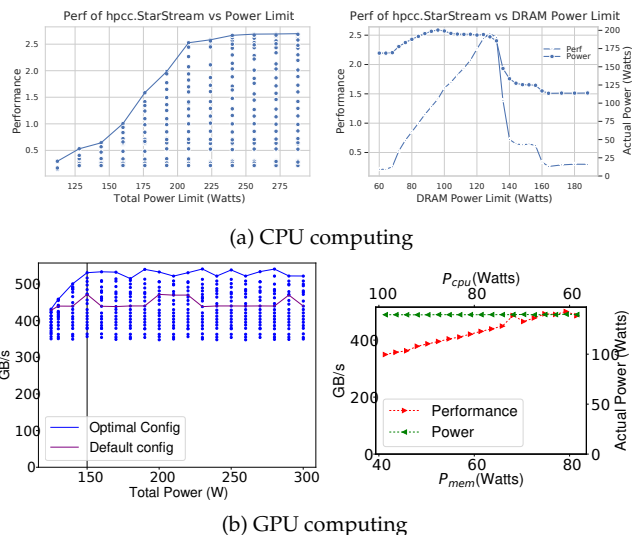 Perf of hpcc.StarStream vs Power Limit
Performance
2.5
2.0
1.5
1.0
0.5
100 150 200 250 300
Total Power Limit (Watts)
Perf of hpcc.StarStream vs DRAM Power Limit
Performance
2.5
2.0
1.5
1.0
0.5
Perf
Power
200
175
150
125
100
75
50
25
0
Actual Power (Watts)
60 80 100 120 140 160 180
DRAM Power Limit (Watts)
(a) CPU computing
GB/s
500
400
300
200
100
0
Optimal Config
Default config
150 200 250 300
Total Power (W)
P_cpu(Watts)
100 80 60
GB/s
400
200
0
Performance
Power
100
50
0
Actual Power (Watts)
40 60 80
P_mem(Watts)
(b) GPU computing